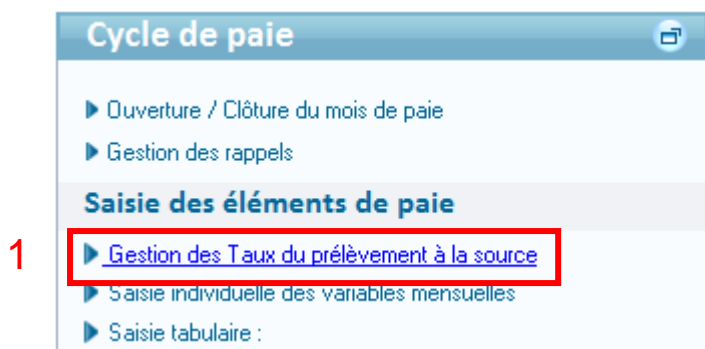 Cycle de paie
Ouverture / Clôture du mois de paie
Gestion des rappels
Saisie des éléments de paie
1
Gestion des Taux du prélèvement à la source
Saisie individuelle des variables mensuelles
Saisie tabulaire :